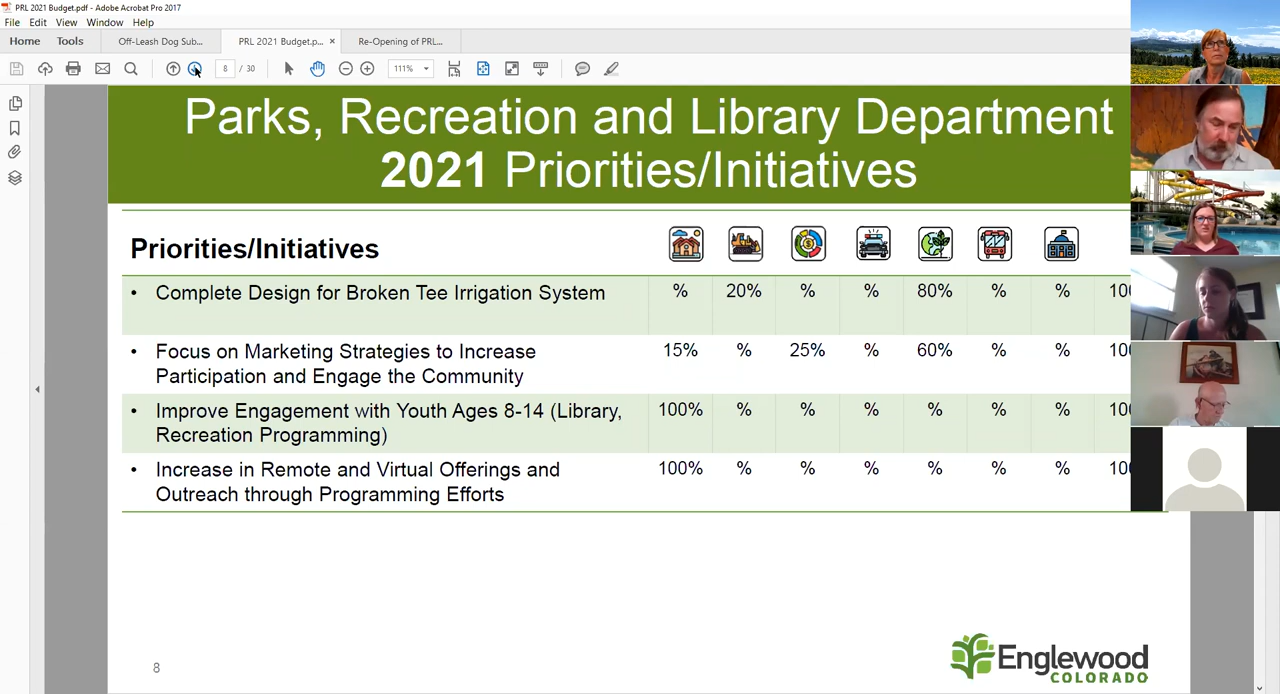 PRL 2021 Budget.pdf - Adobe Acrobat Pro 2017
File Edit View Window Help
Home Tools Off-Leash Dog Sub... PRL 2021 Budget.p... × Re-Opening of PRL...
8 / 30 111%
Parks, Recreation and Library Department
2021 Priorities/Initiatives
Priorities/Initiatives
• Complete Design for Broken Tee Irrigation System % 20% % % 80% % % 100
• Focus on Marketing Strategies to Increase 15% % 25% % 60% % % 100
Participation and Engage the Community
• Improve Engagement with Youth Ages 8-14 (Library, 100% % % % % % % 100
Recreation Programming)
• Increase in Remote and Virtual Offerings and 100% % % % % % % 100
Outreach through Programming Efforts
8
Englewood
COLORADO